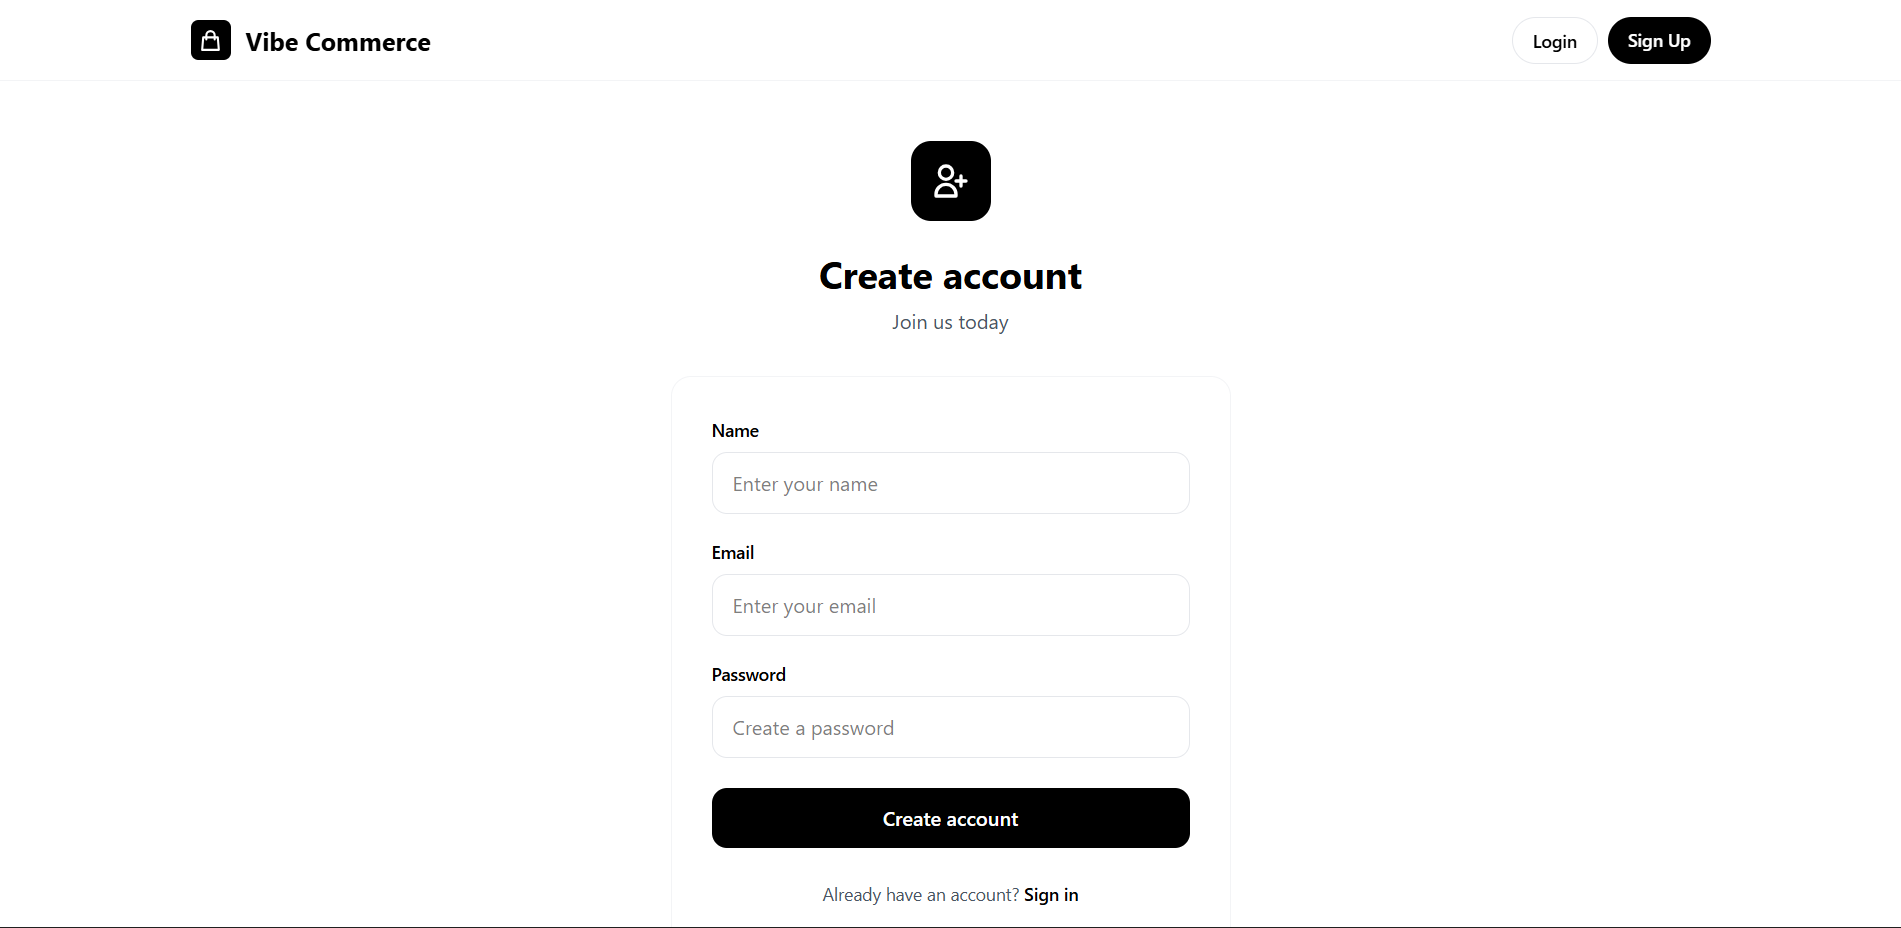 Vibe Commerce
Login
Sign Up
Create account
Join us today
Name
Enter your name
Email
Enter your email
Password
Create a password
Create account
Already have an account? Sign in